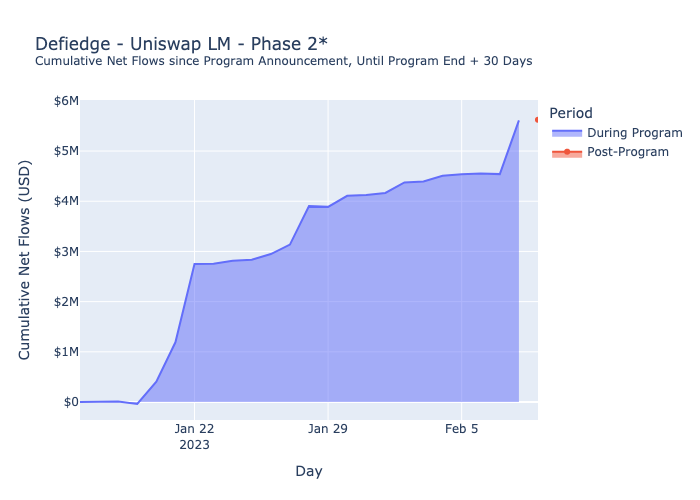 Defiedge - Uniswap LM - Phase 2*
Cumulative Net Flows since Program Announcement, Until Program End + 30 Days
Cumulative Net Flows (USD)
$6M
$5M
$4M
$3M
$2M
$1M
$0
Jan 22
2023
Jan 29
Feb 5
Day
Period
During Program
Post-Program